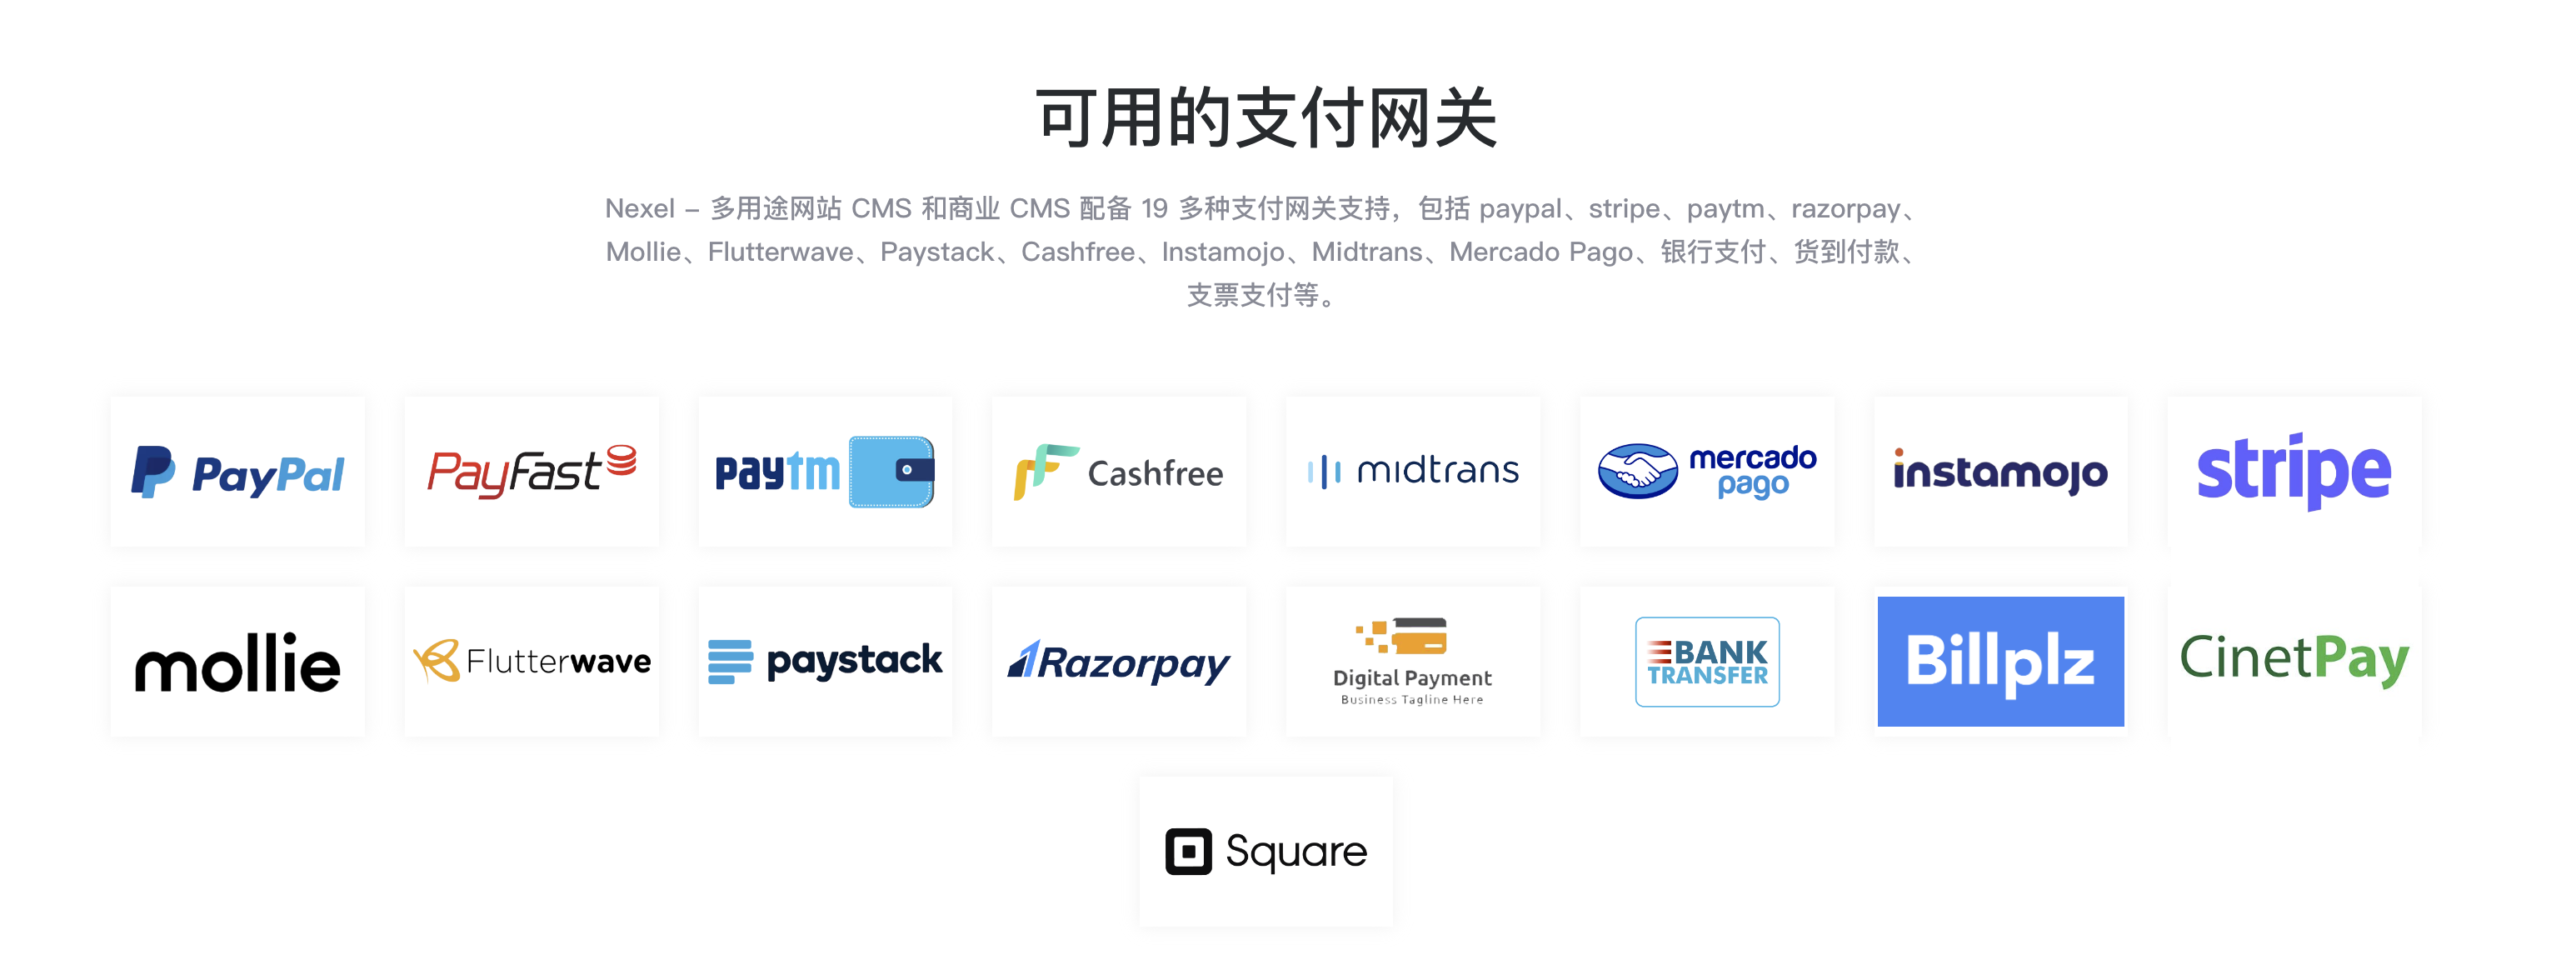 可用的支付网关
Nexel – 多用途网站 CMS 和商业 CMS 配备 19 多种支付网关支持，包括 paypal、stripe、paytm、razorpay、
Mollie、Flutterwave、Paystack、Cashfree、Instamojo、Midtrans、Mercado Pago、银行支付、货到付款、
支票支付等。
PayPal
PayFast
paytm
Cashfree
midtrans
mercado
pago
instamojo
stripe
mollie
Flutterwave
paystack
Razorpay
Digital Payment
Business Tagline Here
BANK
TRANSFER
Billplz
CinetPay
Square